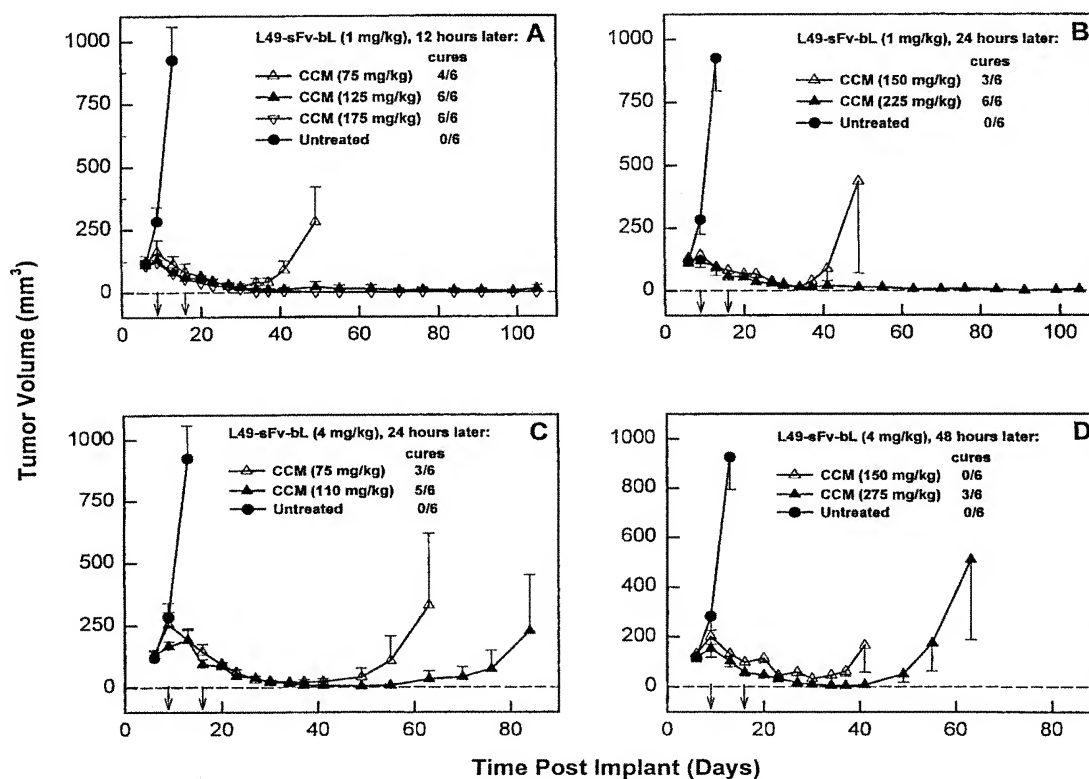 Tumor Volume (mm³)
A
L49-sFv-bL (1 mg/kg), 12 hours later:
cures
CCM (75 mg/kg) 4/6
CCM (125 mg/kg) 6/6
CCM (175 mg/kg) 6/6
Untreated 0/6
1000
750
500
250
0
0 20 40 60 80 100
B
L49-sFv-bL (1 mg/kg), 24 hours later:
cures
CCM (150 mg/kg) 3/6
CCM (225 mg/kg) 6/6
Untreated 0/6
1000
750
500
250
0
0 20 40 60 80 100
C
L49-sFv-bL (4 mg/kg), 24 hours later:
cures
CCM (75 mg/kg) 3/6
CCM (110 mg/kg) 5/6
Untreated 0/6
1000
750
500
250
0
0 20 40 60 80
D
L49-sFv-bL (4 mg/kg), 48 hours later:
cures
CCM (150 mg/kg) 0/6
CCM (275 mg/kg) 3/6
Untreated 0/6
1000
800
600
400
200
0
0 20 40 60 80
Time Post Implant (Days)